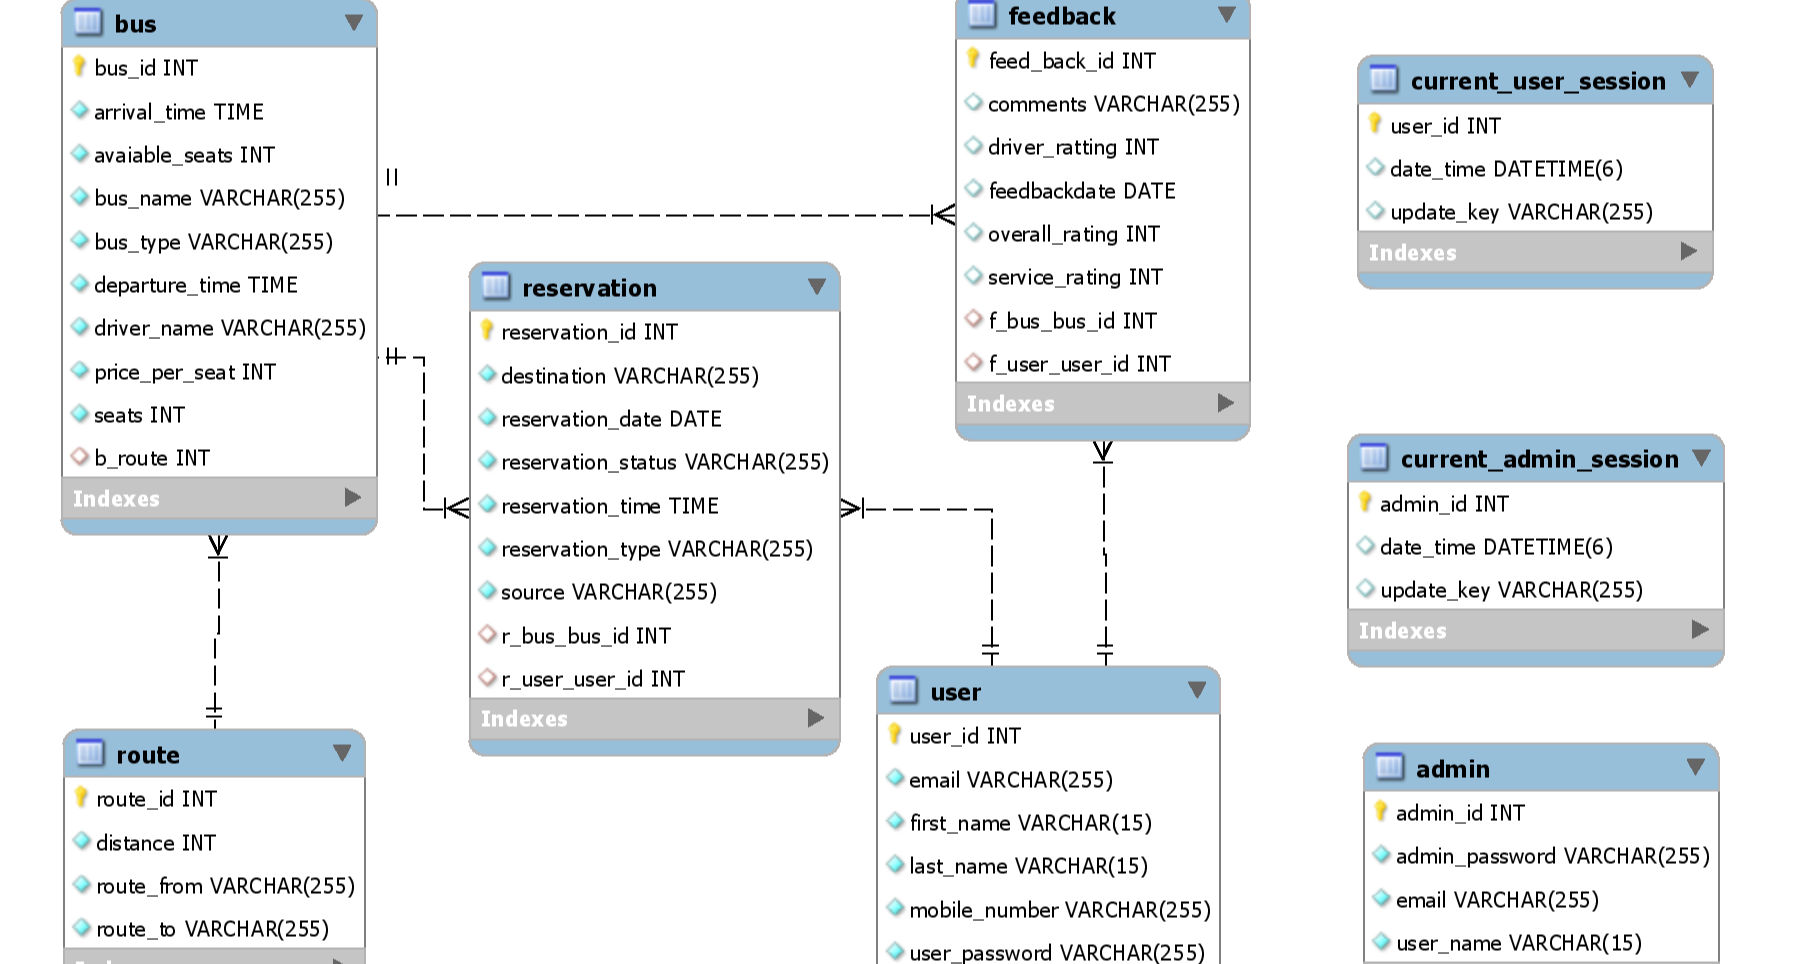 bus
bus_id INT
arrival_time TIME
avaiable_seats INT
bus_name VARCHAR(255)
bus_type VARCHAR(255)
departure_time TIME
driver_name VARCHAR(255)
price_per_seat INT
seats INT
b_route INT
Indexes
feedback
feed_back_id INT
comments VARCHAR(255)
driver_ratting INT
feedbackdate DATE
overall_rating INT
service_rating INT
f_bus_bus_id INT
f_user_user_id INT
Indexes
current_user_session
user_id INT
date_time DATETIME(6)
update_key VARCHAR(255)
Indexes
reservation
reservation_id INT
destination VARCHAR(255)
reservation_date DATE
reservation_status VARCHAR(255)
reservation_time TIME
reservation_type VARCHAR(255)
source VARCHAR(255)
r_bus_bus_id INT
r_user_user_id INT
Indexes
current_admin_session
admin_id INT
date_time DATETIME(6)
update_key VARCHAR(255)
Indexes
route
route_id INT
distance INT
route_from VARCHAR(255)
route_to VARCHAR(255)
Indexes
user
user_id INT
email VARCHAR(255)
first_name VARCHAR(15)
last_name VARCHAR(15)
mobile_number VARCHAR(255)
user_password VARCHAR(255)
admin
admin_id INT
admin_password VARCHAR(255)
email VARCHAR(255)
user_name VARCHAR(15)